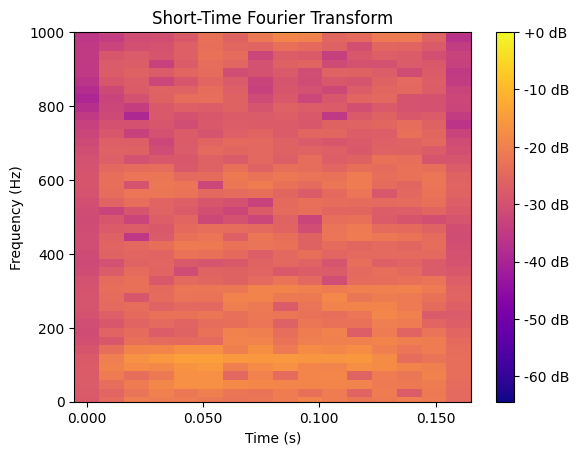 Short-Time Fourier Transform
1000
800
600
400
200
0
Frequency (Hz)
0.000
0.050
0.100
0.150
Time (s)
+0 dB
-10 dB
-20 dB
-30 dB
-40 dB
-50 dB
-60 dB